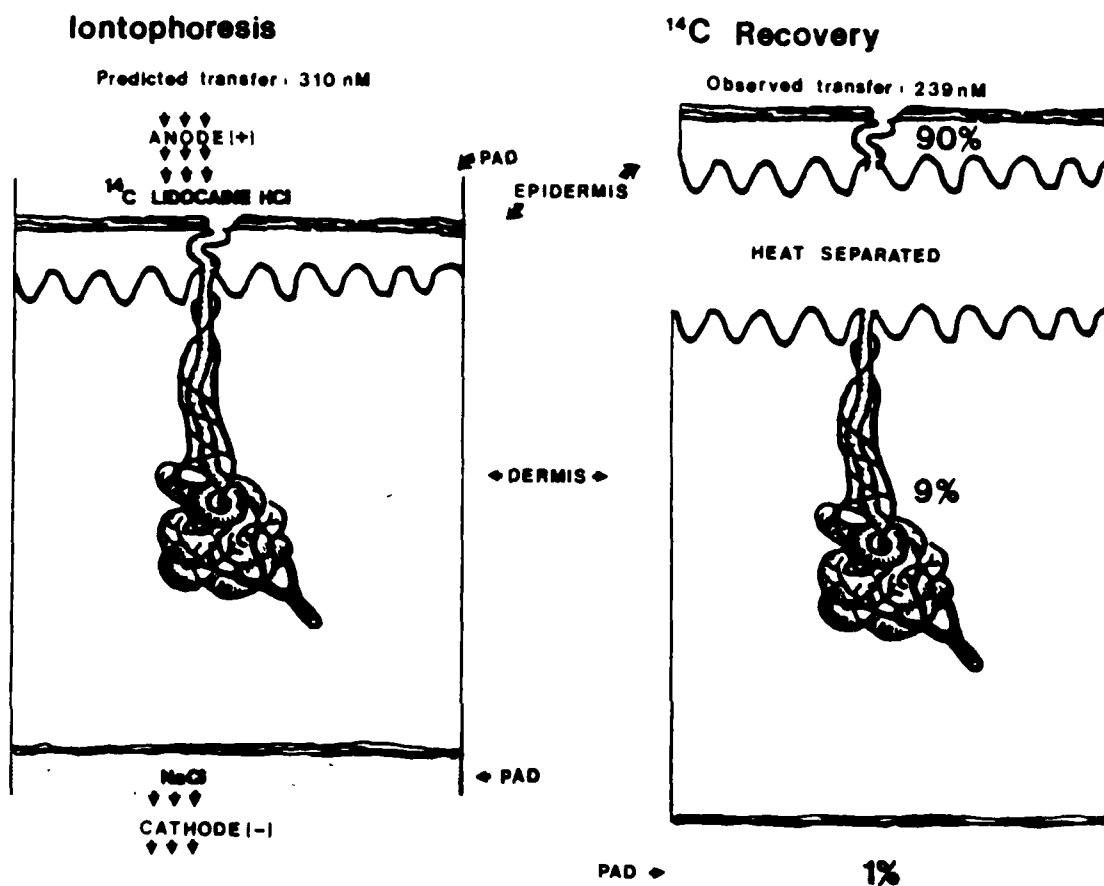 Iontophoresis
Predicted transfer: 310 nM
ANODE (+)
14C LIDOCAINE HCl
PAD
EPIDERMIS
DERMIS
NaCl
PAD
CATHODE (-)
14C Recovery
Observed transfer: 239 nM
90%
HEAT SEPARATED
9%
PAD
1%